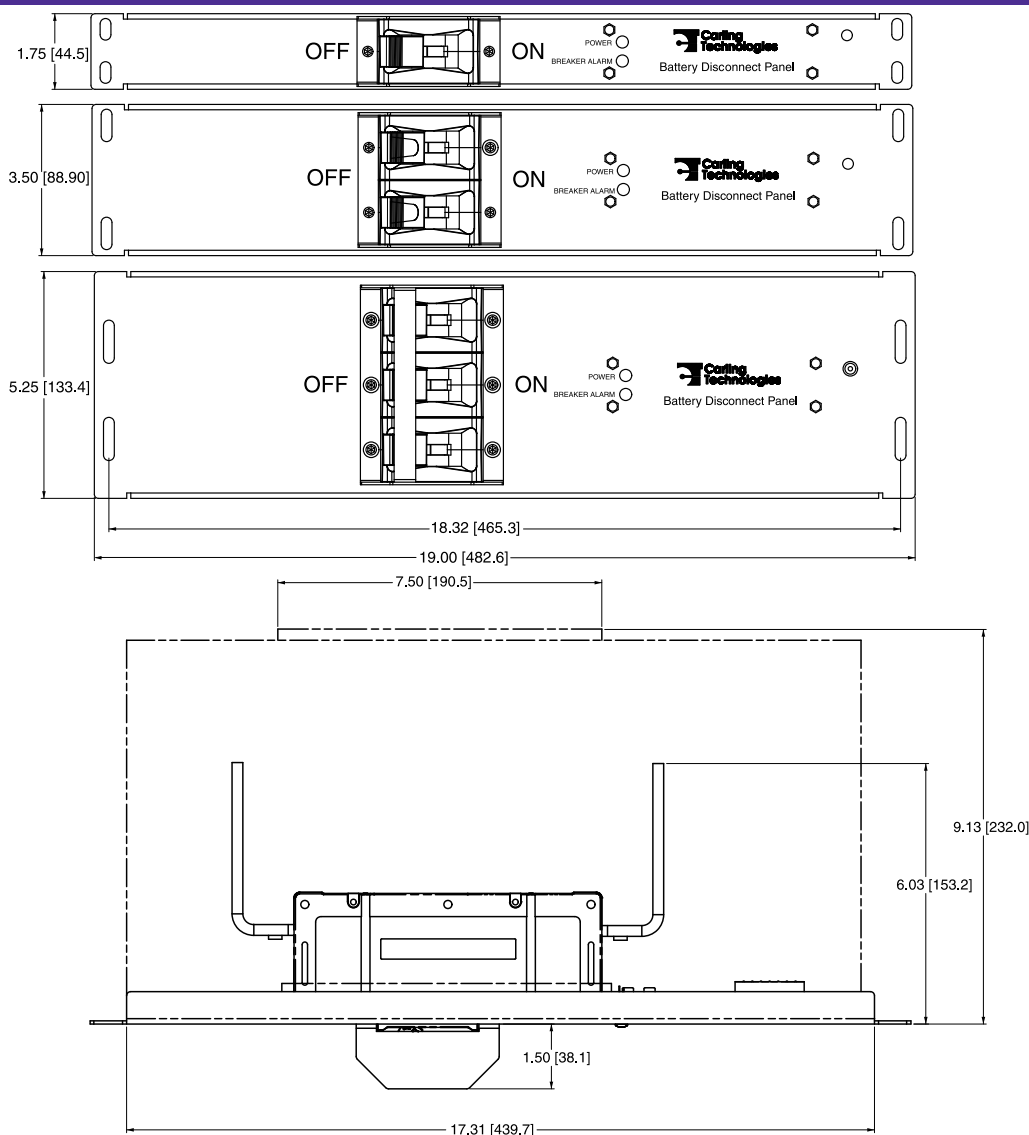 1.75 [44.5]
OFF
ON
POWER
BREAKER ALARM
Carling
Technologies
Battery Disconnect Panel
3.50 [88.90]
OFF
ON
POWER
BREAKER ALARM
Carling
Technologies
Battery Disconnect Panel
5.25 [133.4]
OFF
ON
POWER
BREAKER ALARM
Carling
Technologies
Battery Disconnect Panel
18.32 [465.3]
19.00 [482.6]
7.50 [190.5]
9.13 [232.0]
6.03 [153.2]
1.50 [38.1]
17.31 [439.7]